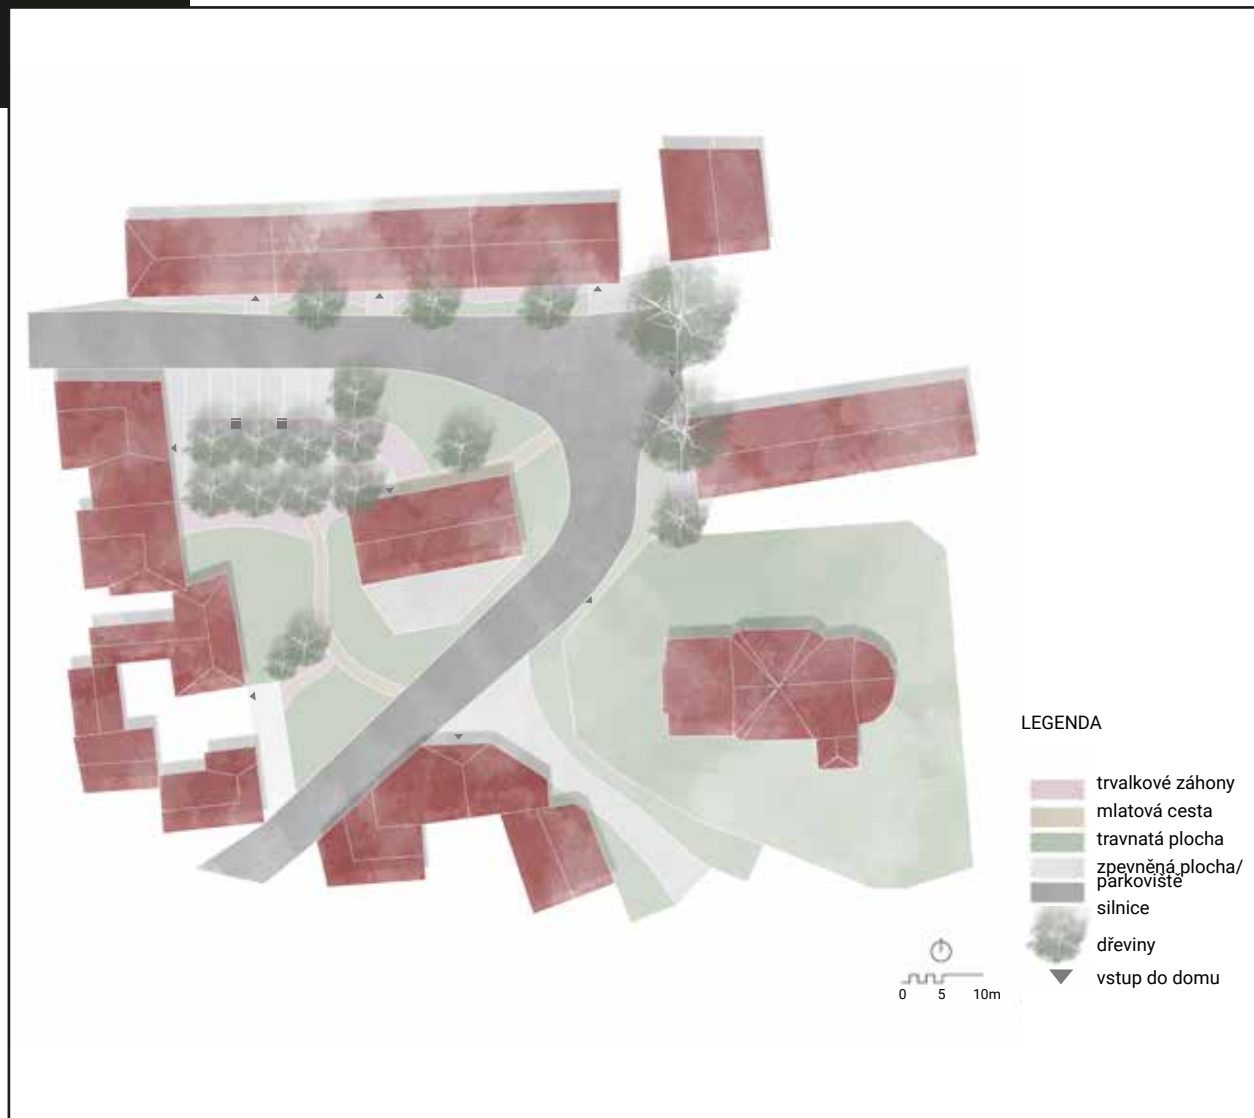 LEGENDA
trvalkové záhony
mlatová cesta
travnatá plocha
zpevněná plocha/
parkoviště
silnice
dřeviny
vstup do domu
0 5 10m